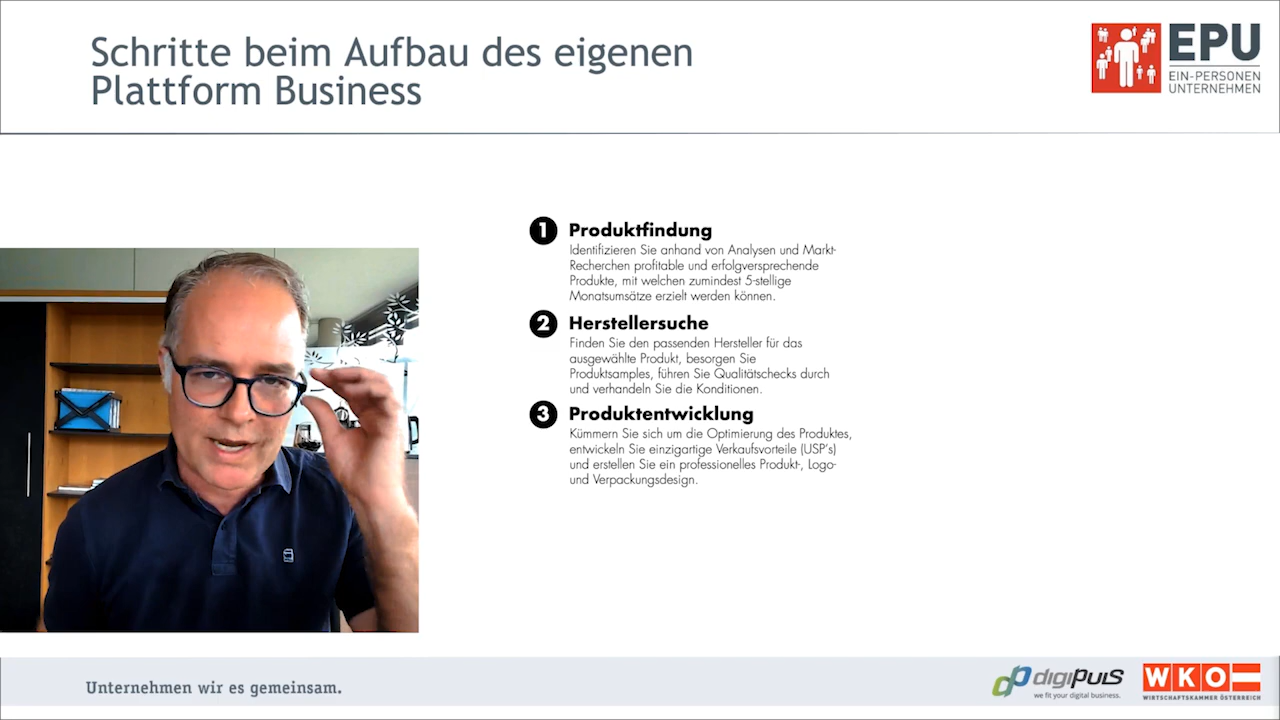 Schritte beim Aufbau des eigenen
Plattform Business
EPU
EIN-PERSONEN
UNTERNEHMEN
1 Produktfindung
Identifizieren Sie anhand von Analysen und Markt-
Recherchen profitable und erfolgversprechende
Produkte, mit welchen zumindest 5-stellige
Monatsumsätze erzielt werden können.
2 Herstellersuche
Finden Sie den passenden Hersteller für das
ausgewählte Produkt, besorgen Sie
Produktsamples, führen Sie Qualitätschecks durch
und verhandeln Sie die Konditionen.
3 Produktentwicklung
Kümmern Sie sich um die Optimierung des Produktes,
entwickeln Sie einzigartige Verkaufsvorteile (USP's)
und erstellen Sie ein professionelles Produkt-, Logo-
und Verpackungsdesign.
Unternehmen wir es gemeinsam.
digiPULS
we fit your digital business.
WKO
WIRTSCHAFTSKAMMER ÖSTERREICH